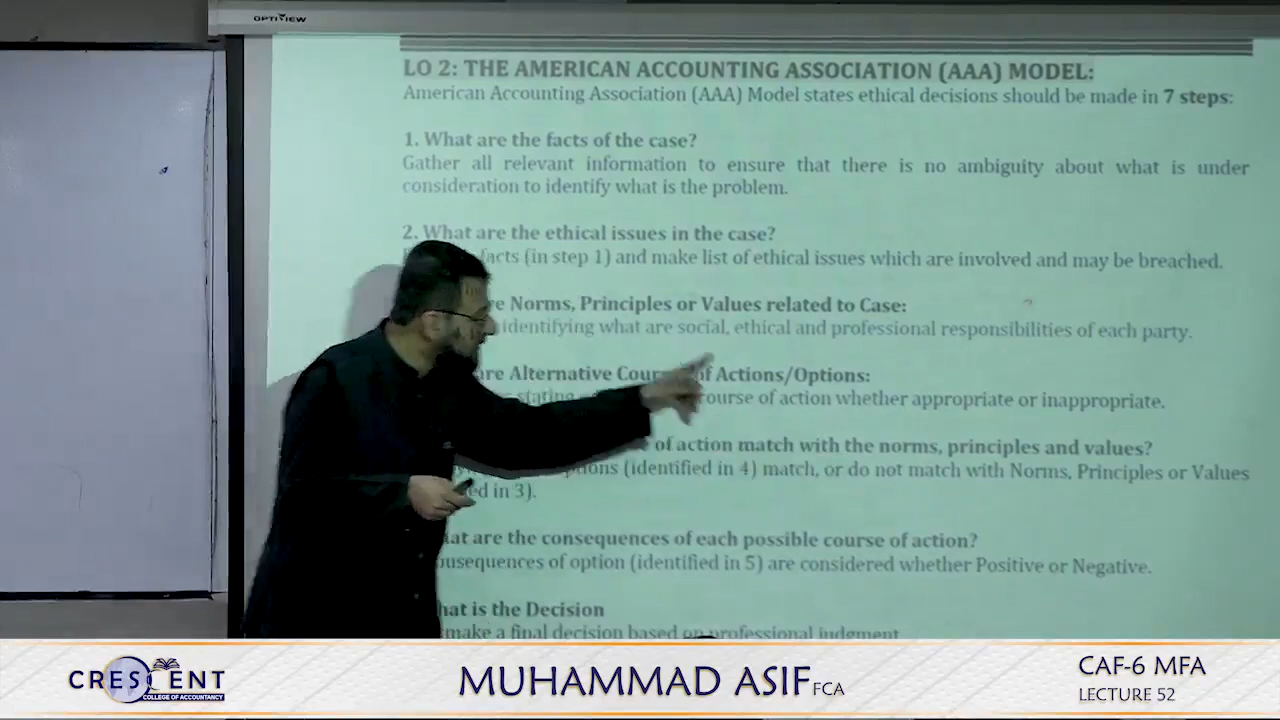 OPTIVIEW
LO 2: THE AMERICAN ACCOUNTING ASSOCIATION (AAA) MODEL:
American Accounting Association (AAA) Model states ethical decisions should be made in 7 steps:
1. What are the facts of the case?
Gather all relevant information to ensure that there is no ambiguity about what is under
consideration to identify what is the problem.
2. What are the ethical issues in the case?
facts (in step 1) and make list of ethical issues which are involved and may be breached.
Norms, Principles or Values related to Case:
identifying what are social, ethical and professional responsibilities of each party.
are Alternative of Actions/Options:
stating course of action whether appropriate or inappropriate.
of action match with the norms, principles and values?
(identified in 4) match, or do not match with Norms, Principles or Values
in 3).
are the consequences of each possible course of action?
of option (identified in 5) are considered whether Positive or Negative.
is the Decision
make a final decision based on professional judgment
CRESCENT
COLLEGE OF ACCOUNTANCY
MUHAMMAD ASIF FCA
CAF-6 MFA
LECTURE 52